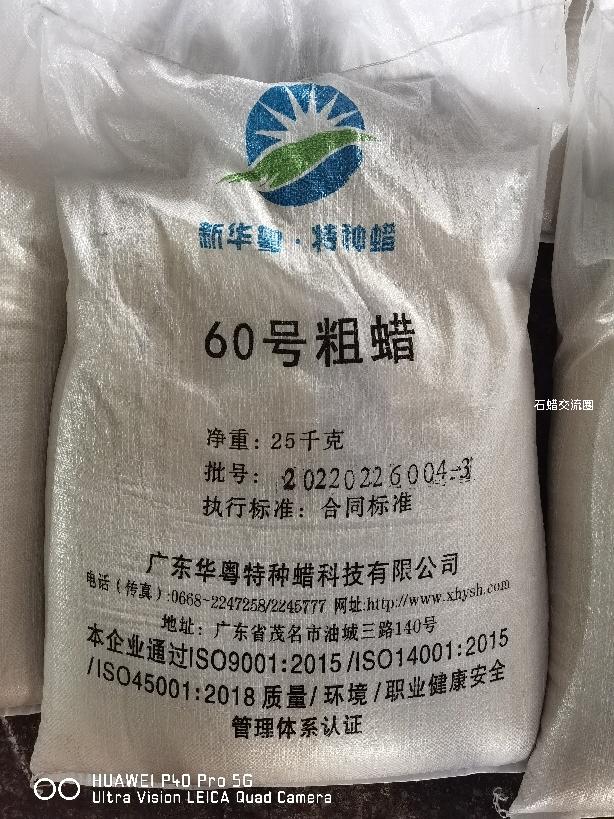 新华粤·特种蜡
60号粗蜡
石蜡交流圈
净重：25千克
批号：20220226004-3
执行标准：合同标准
广东华粤特种蜡科技有限公司
电话（传真）:0668-2247258/2245777 网址:http://www.xhysh.com
地址：广东省茂名市油城三路140号
本企业通过ISO9001:2015/ISO14001:2015
/ISO45001:2018 质量/环境/职业健康安全
管理体系认证
HUAWEI P40 Pro 5G
Ultra Vision LEICA Quad Camera